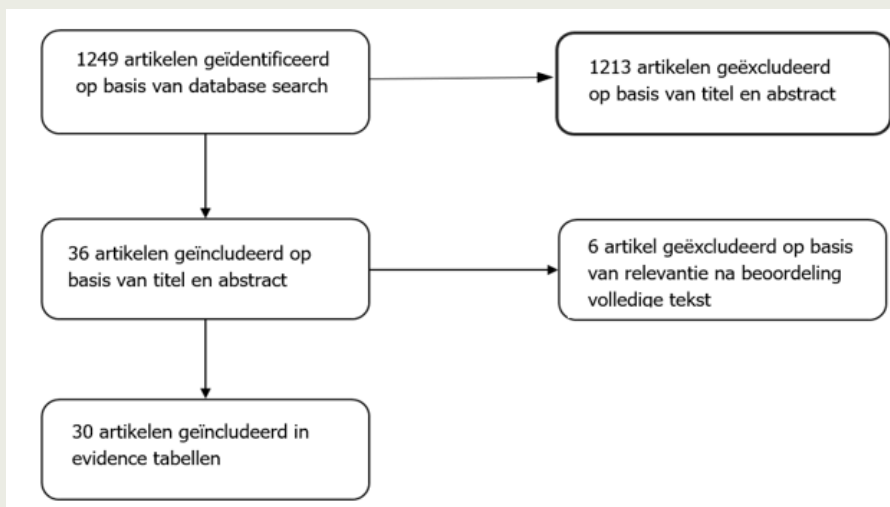 1249 artikelen geïdentificeerd
op basis van database search
1213 artikelen geëxcludeerd
op basis van titel en abstract
36 artikelen geïncludeerd op
basis van titel en abstract
6 artikel geëxcludeerd op basis
van relevantie na beoordeling
volledige tekst
30 artikelen geïncludeerd in
evidence tabellen